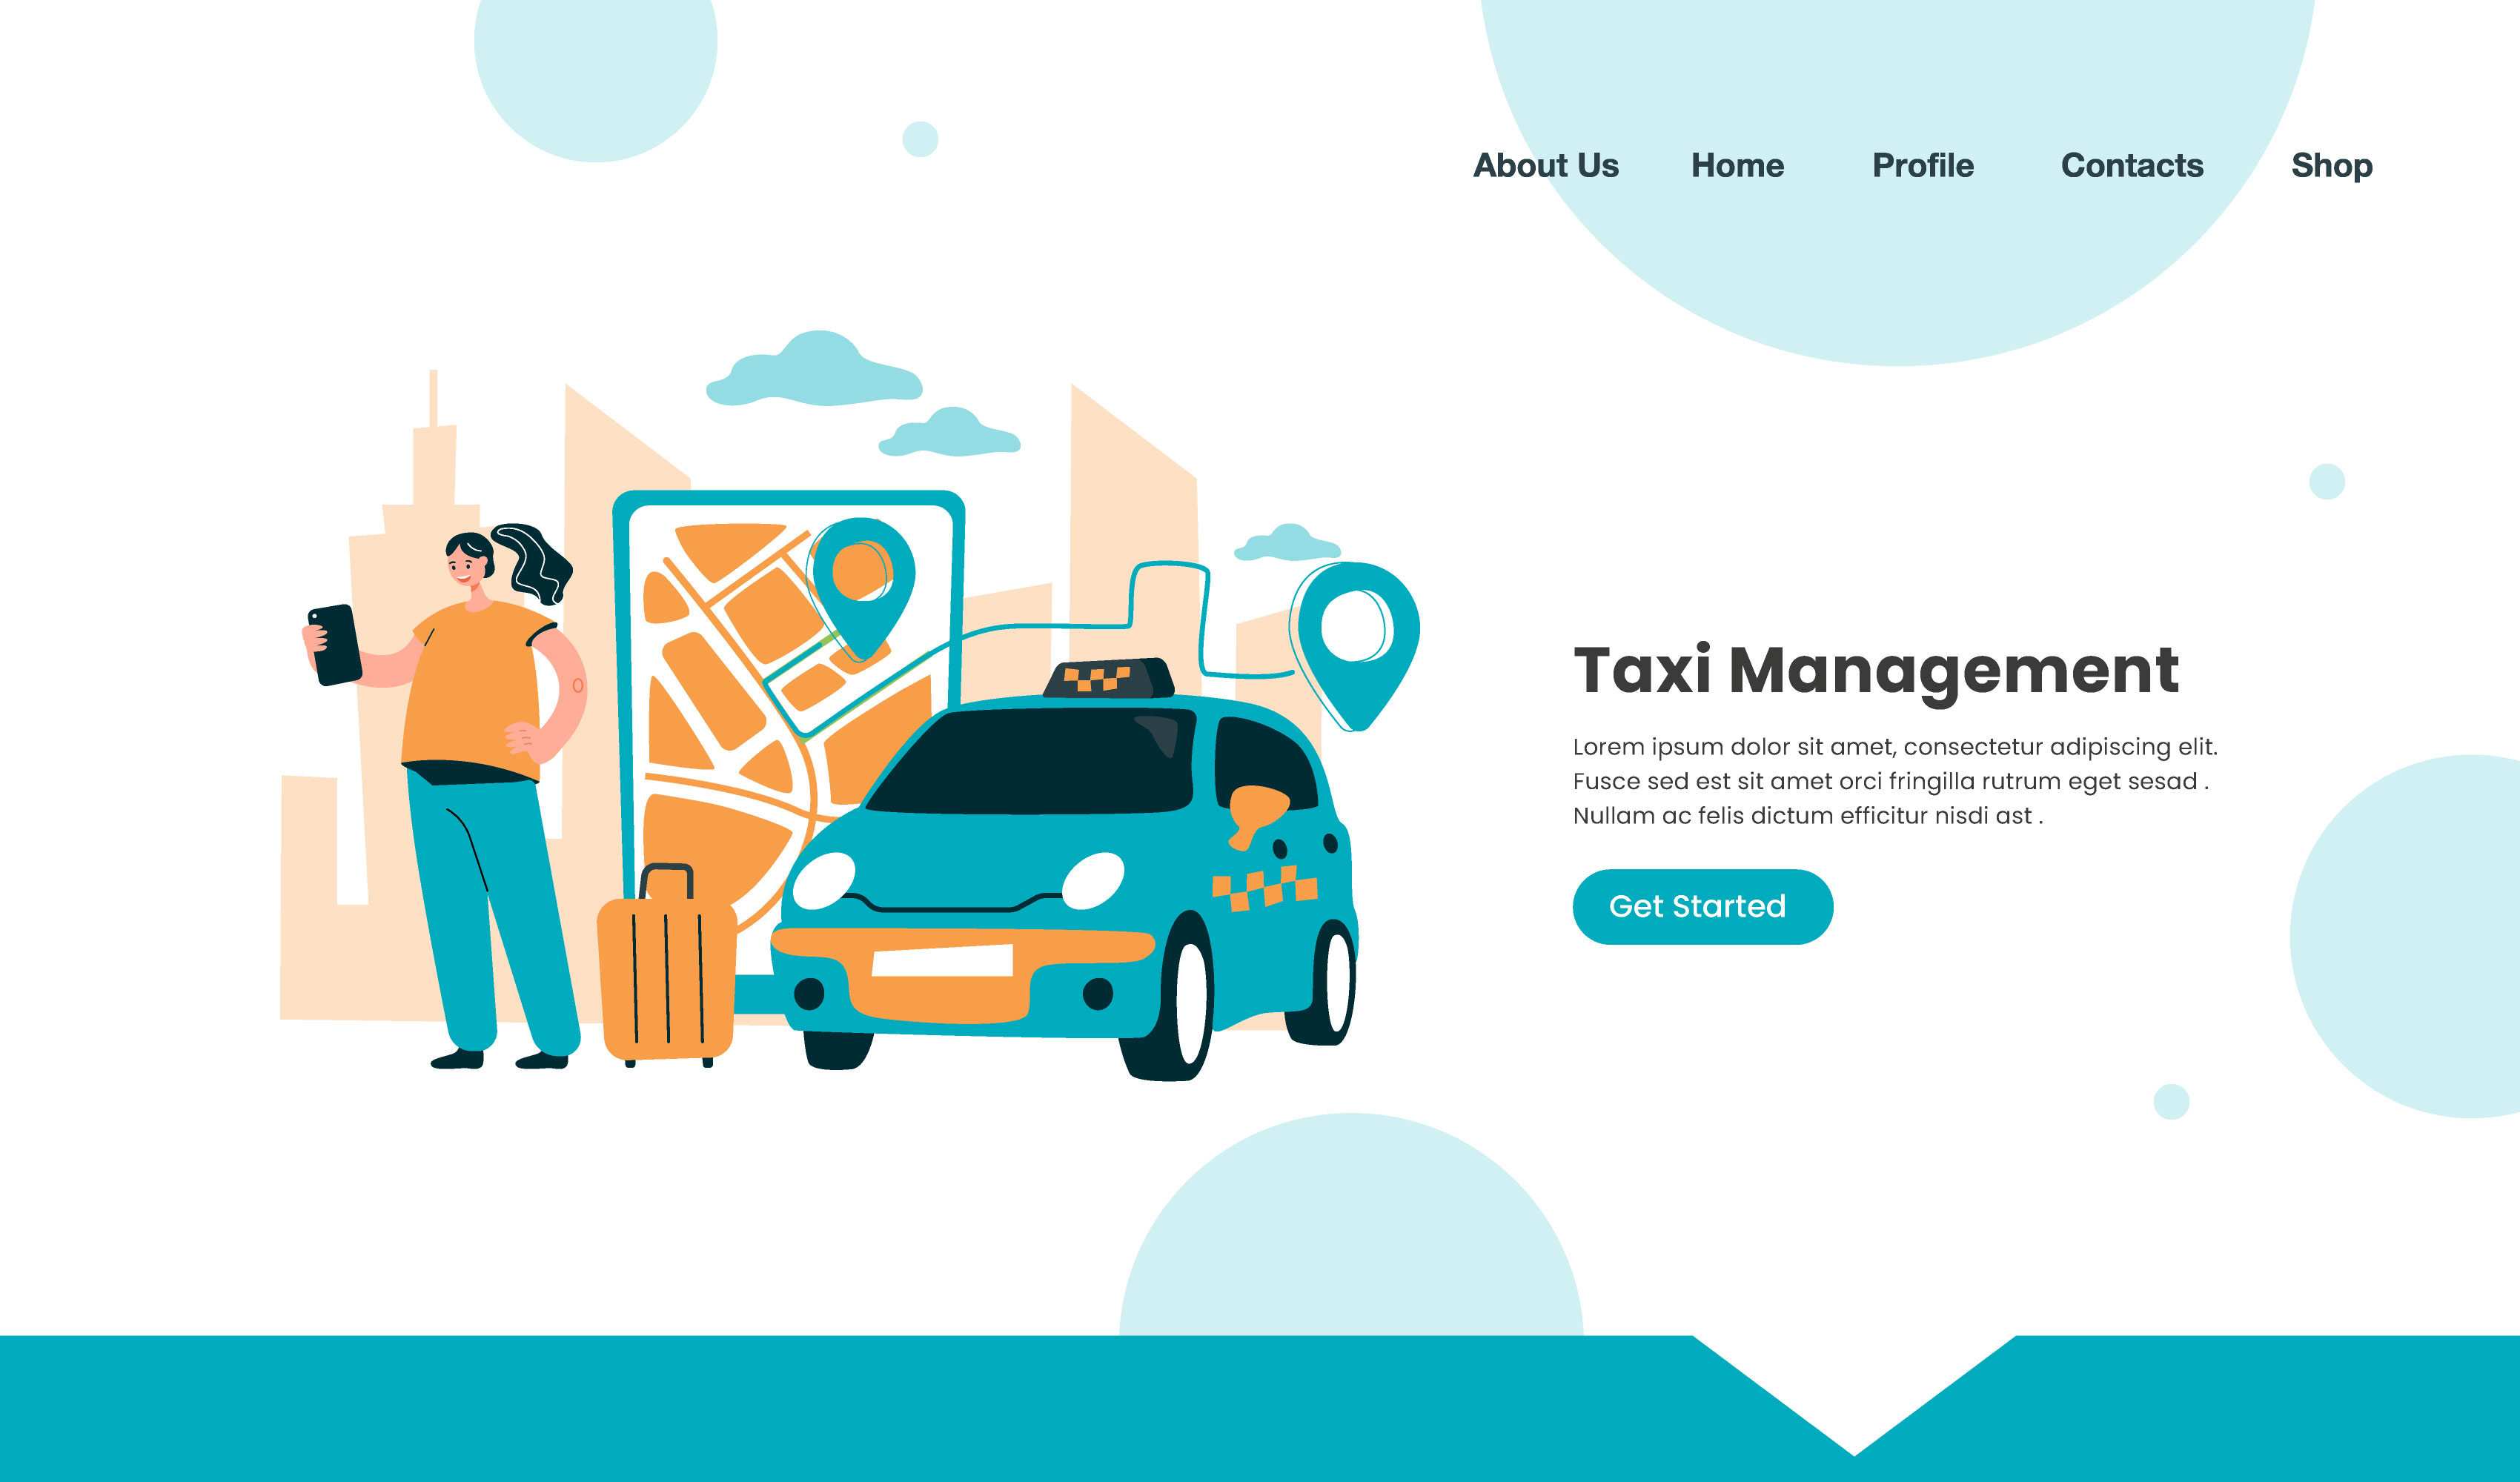 About Us Home Profile Contacts Shop
Taxi Management
Lorem ipsum dolor sit amet, consectetur adipiscing elit.
Fusce sed est sit amet orci fringilla rutrum eget sesad .
Nullam ac felis dictum efficitur nisdi ast .
Get Started